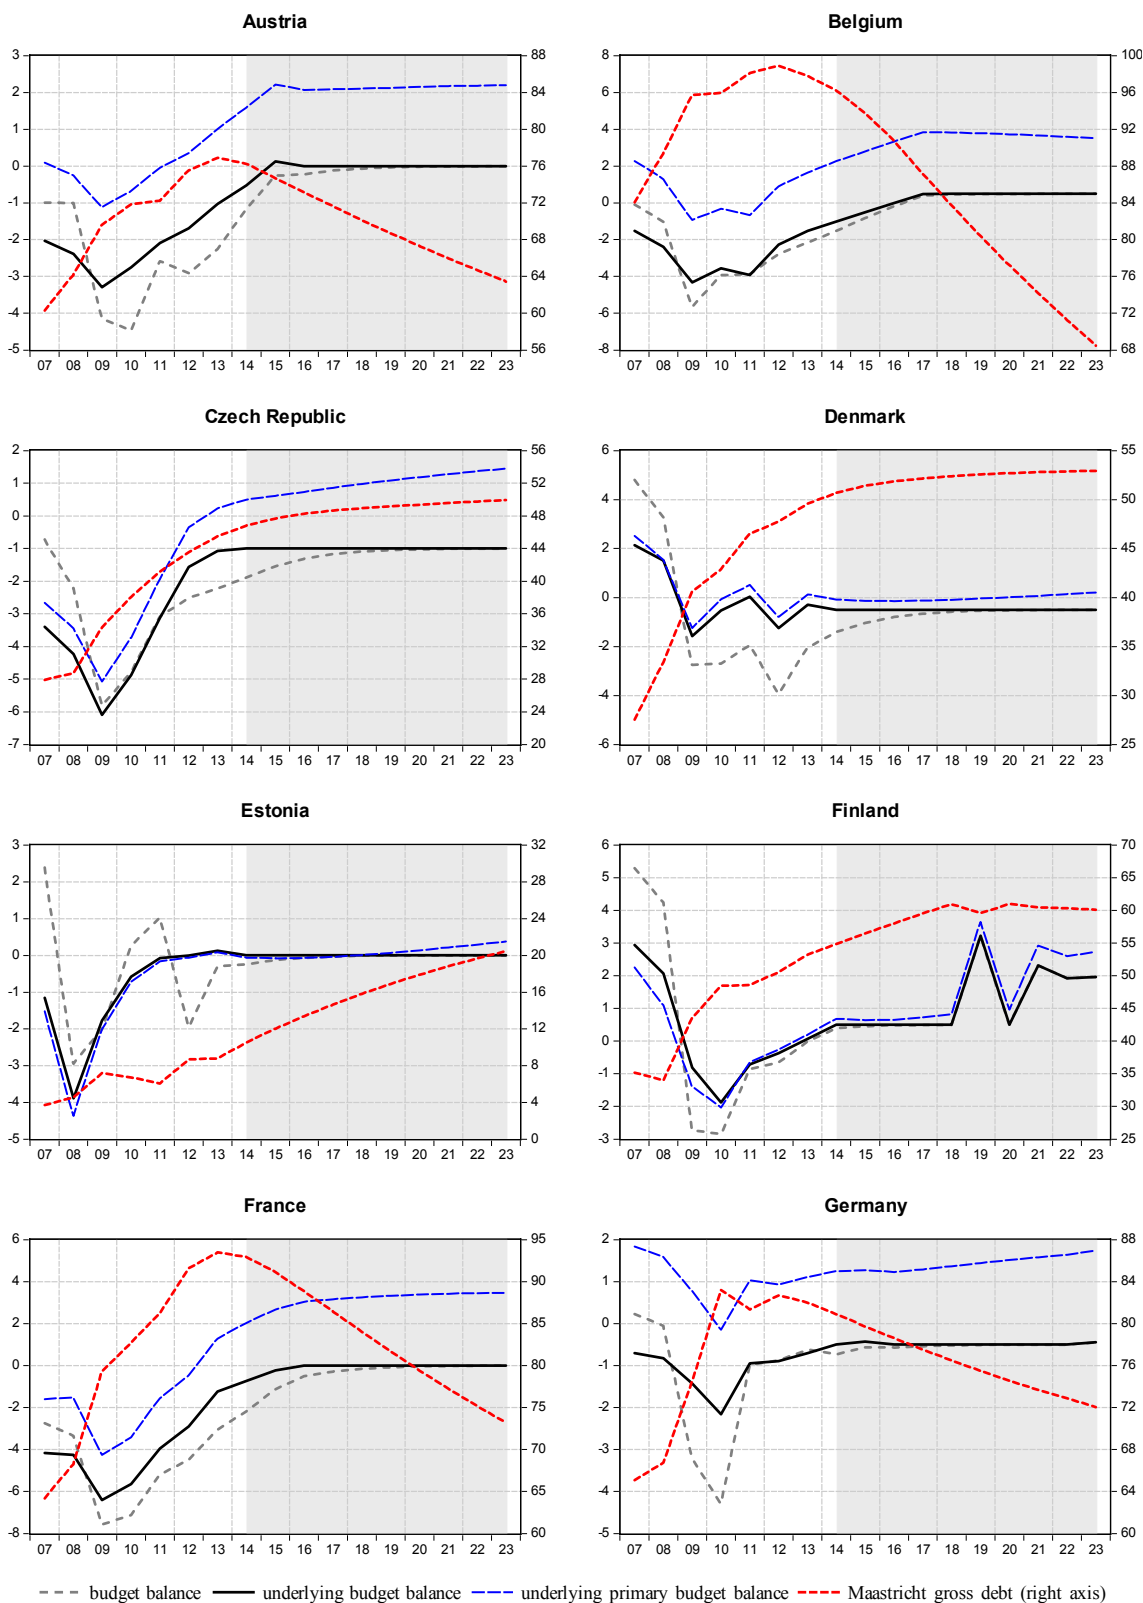 Austria
3 2 1 0 -1 -2 -3 -4 -5
88 84 80 76 72 68 64 60 56
07 08 09 10 11 12 13 14 15 16 17 18 19 20 21 22 23
Belgium
8 6 4 2 0 -2 -4 -6 -8
100 96 92 88 84 80 76 72 68
07 08 09 10 11 12 13 14 15 16 17 18 19 20 21 22 23
Czech Republic
2 1 0 -1 -2 -3 -4 -5 -6 -7
56 52 48 44 40 36 32 28 24 20
07 08 09 10 11 12 13 14 15 16 17 18 19 20 21 22 23
Denmark
6 4 2 0 -2 -4 -6
55 50 45 40 35 30 25
07 08 09 10 11 12 13 14 15 16 17 18 19 20 21 22 23
Estonia
3 2 1 0 -1 -2 -3 -4 -5
32 28 24 20 16 12 8 4 0
07 08 09 10 11 12 13 14 15 16 17 18 19 20 21 22 23
Finland
6 5 4 3 2 1 0 -1 -2 -3
70 65 60 55 50 45 40 35 30 25
07 08 09 10 11 12 13 14 15 16 17 18 19 20 21 22 23
France
6 4 2 0 -2 -4 -6 -8
95 90 85 80 75 70 65 60
07 08 09 10 11 12 13 14 15 16 17 18 19 20 21 22 23
Germany
2 1 0 -1 -2 -3 -4 -5
88 84 80 76 72 68 64 60
07 08 09 10 11 12 13 14 15 16 17 18 19 20 21 22 23
budget balance underlying budget balance underlying primary budget balance Maastricht gross debt (right axis)